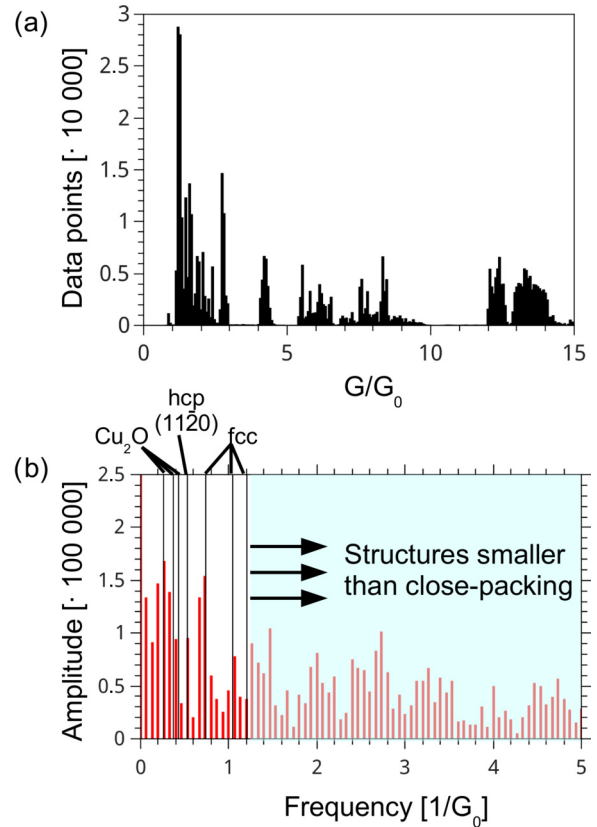 (a)
3
2.5
2
1.5
1
0.5
0
Data points [· 10 000]
0 5 10 15
G/G₀
hcp
(112̄0)
Cu₂O
fcc
(b)
2.5
2
1.5
1
0.5
0
Amplitude [· 100 000]
Structures smaller
than close-packing
0 1 2 3 4 5
Frequency [1/G₀]